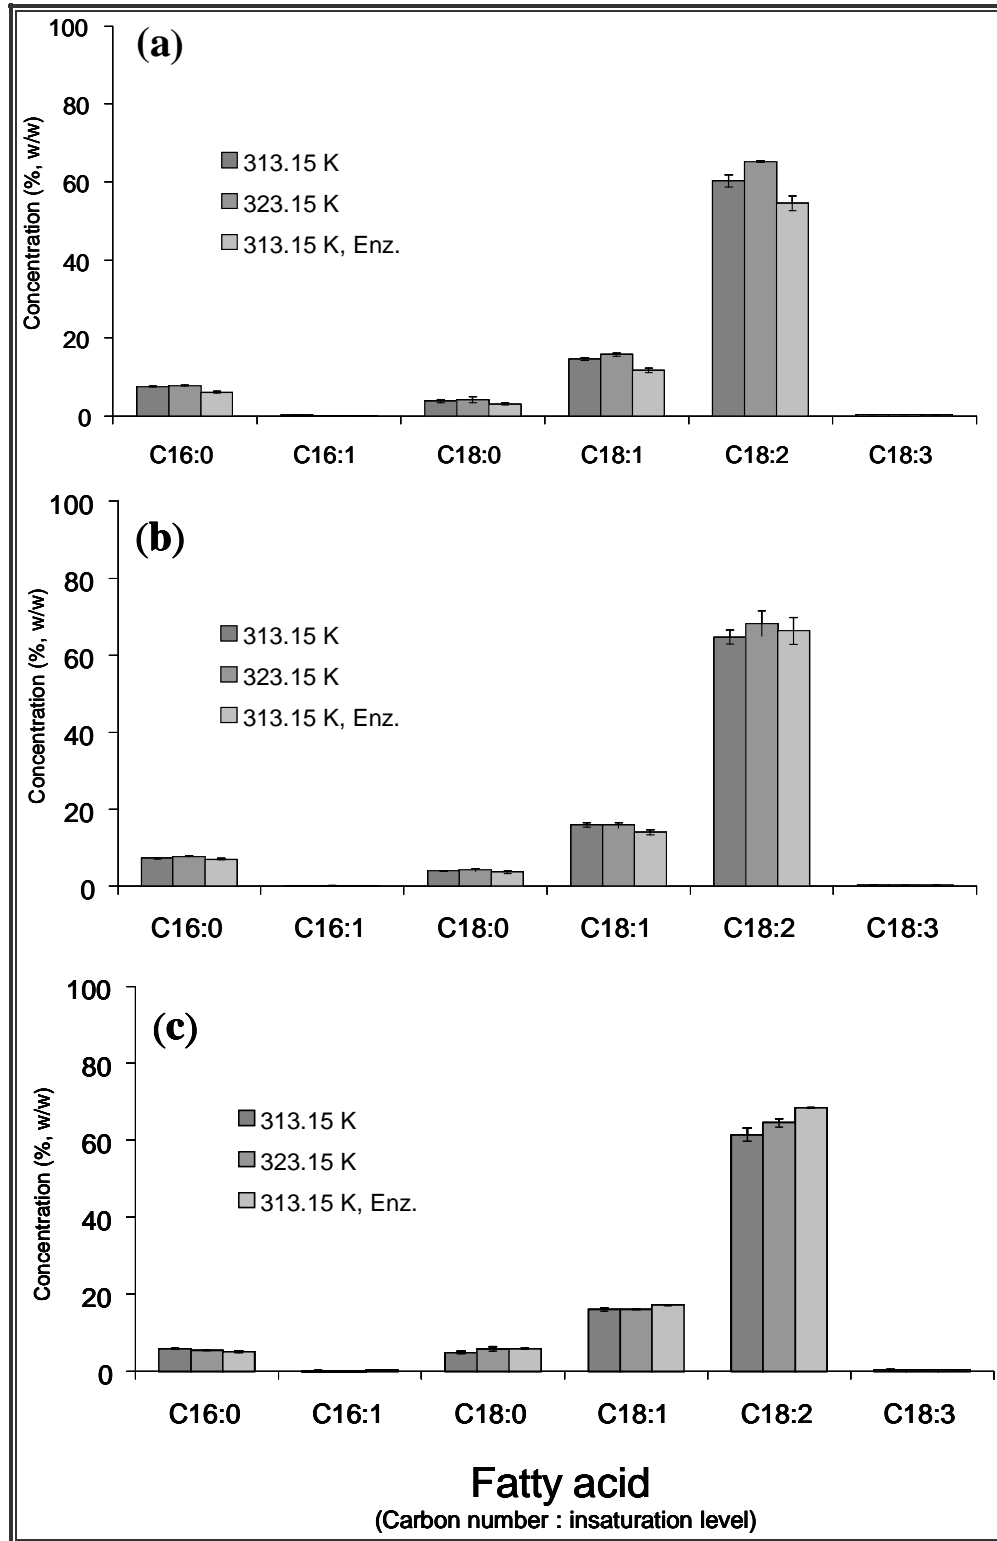 (a)
100
80
60
40
20
0
Concentration (%, w/w)
313.15 K
323.15 K
313.15 K, Enz.
C16:0 C16:1 C18:0 C18:1 C18:2 C18:3
(b)
100
80
60
40
20
0
Concentration (%, w/w)
313.15 K
323.15 K
313.15 K, Enz.
C16:0 C16:1 C18:0 C18:1 C18:2 C18:3
(c)
100
80
60
40
20
0
Concentration (%, w/w)
313.15 K
323.15 K
313.15 K, Enz.
C16:0 C16:1 C18:0 C18:1 C18:2 C18:3
Fatty acid
(Carbon number : insaturation level)